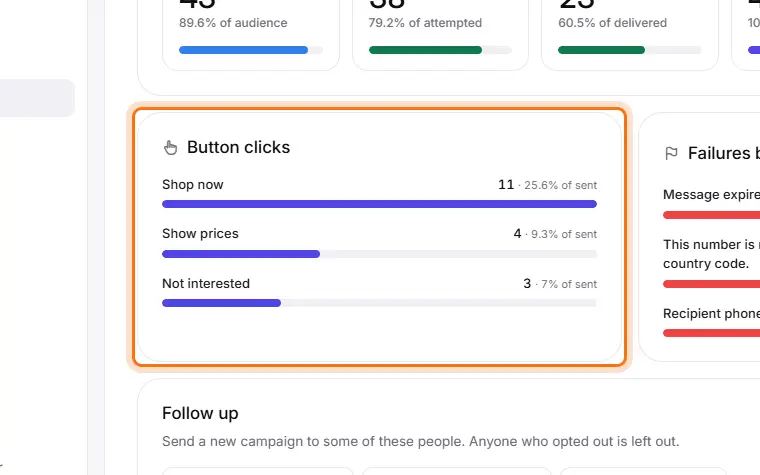 89.6% of audience
79.2% of attempted
60.5% of delivered
Button clicks
Shop now
11 · 25.6% of sent
Show prices
4 · 9.3% of sent
Not interested
3 · 7% of sent
Failures
Message
This number is
country code.
Recipient
Follow up
Send a new campaign to some of these people. Anyone who opted out is left out.